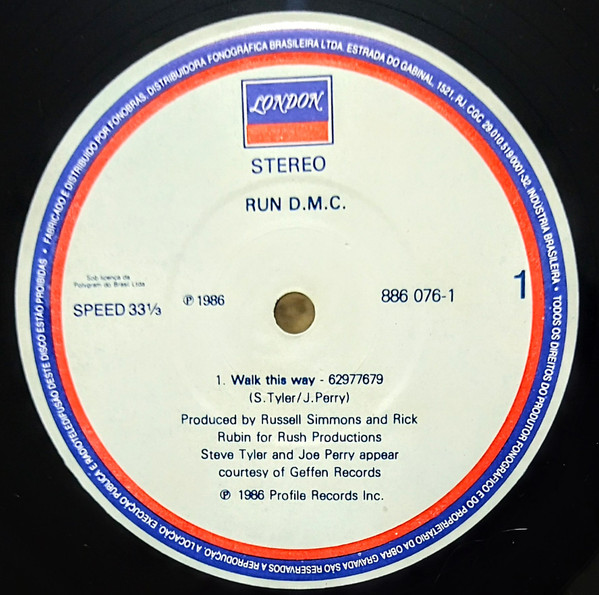 LONDON
STEREO
RUN D.M.C.
Sob licença da
Polygram do Brasil Ltda
SPEED 33⅓
℗ 1986
886 076-1
1
1. Walk this way - 62977679
(S.Tyler/J.Perry)
Produced by Russell Simmons and Rick
Rubin for Rush Productions
Steve Tyler and Joe Perry appear
courtesy of Geffen Records
℗ 1986 Profile Records Inc.
• FABRICADO E DISTRIBUIDO POR FONOBRÁS, DISTRIBUIDORA FONOGRÁFICA BRASILEIRA LTDA. ESTRADA DO GABINAL, 1521, RJ. CGC 29.010.519/0001-32. INDÚSTRIA BRASILEIRA • TODOS OS DIREITOS DO PRODUTOR FONOGRÁFICO E DO PROPRIETÁRIO DA OBRA GRAVADA SÃO RESERVADOS A REPRODUÇÃO, A LOCAÇÃO, EXECUÇÃO PÚBLICA E RADIOTELEDIFUSÃO DESTE DISCO ESTÃO PROIBIDAS